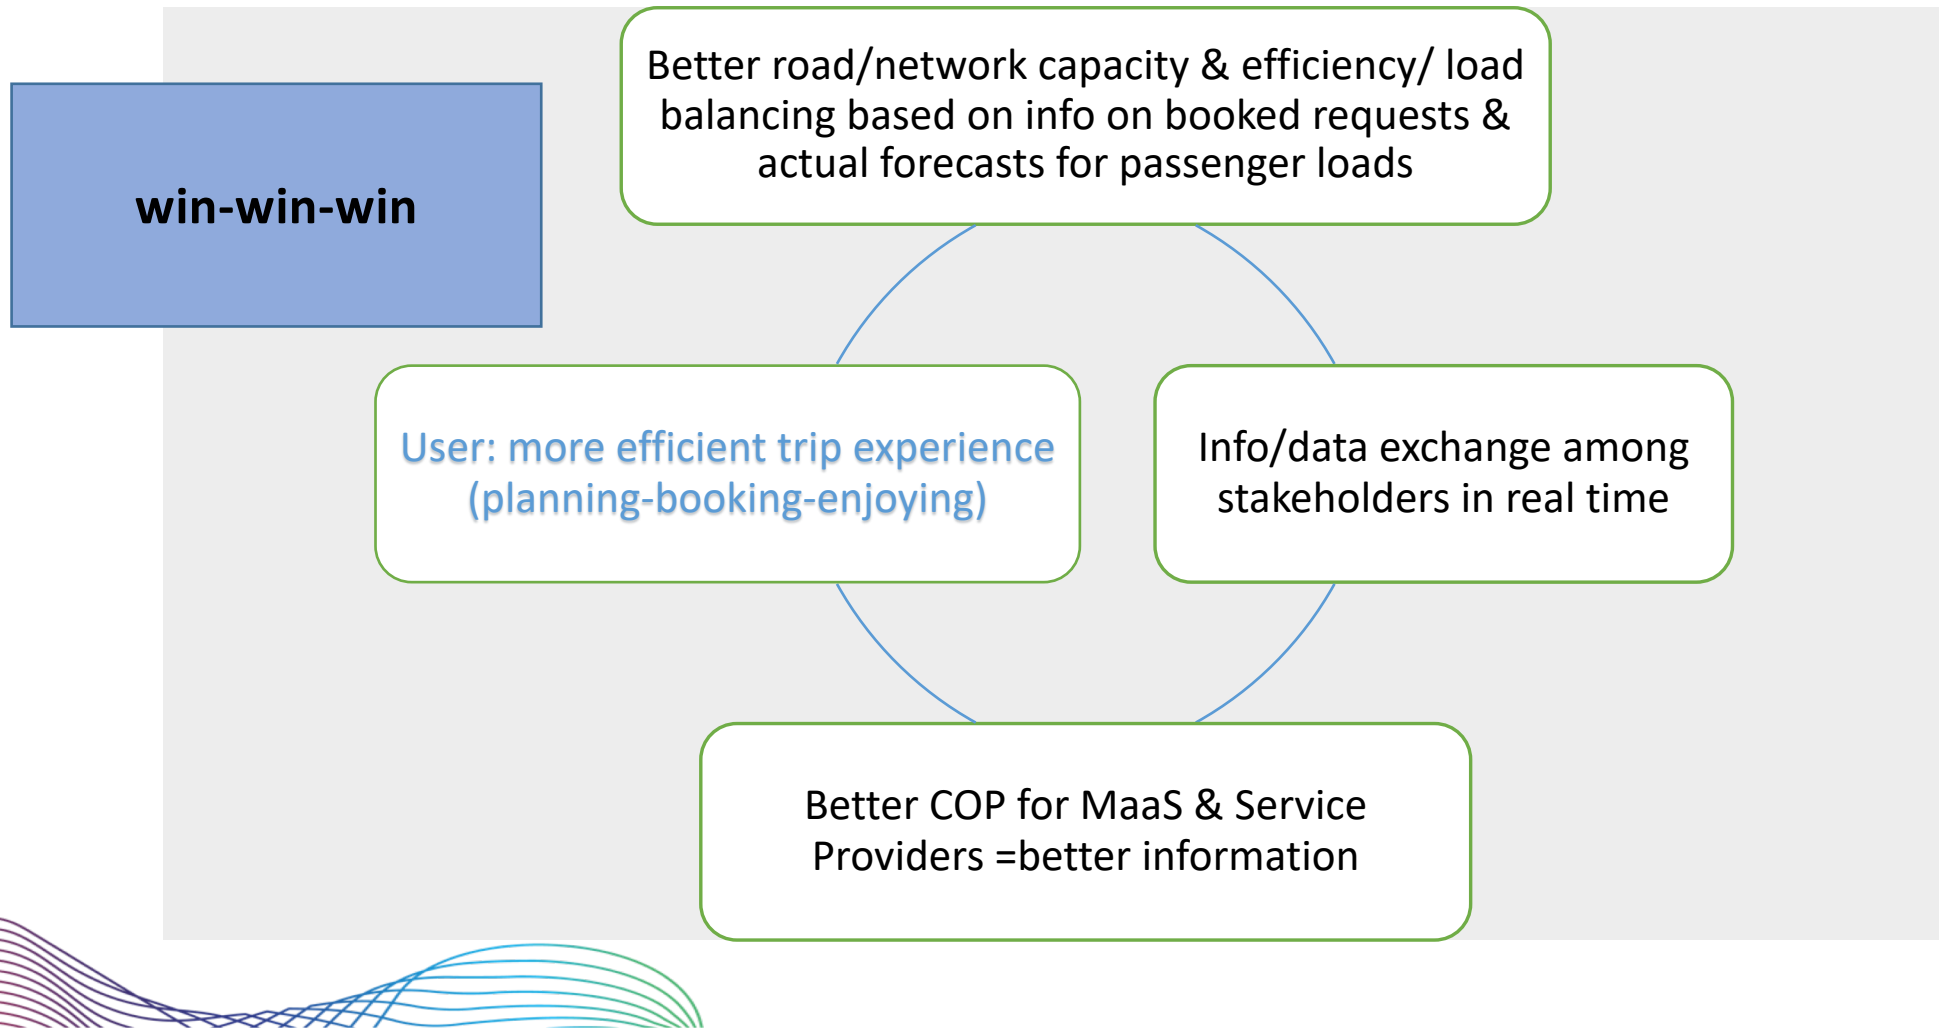 Better road/network capacity & efficiency/ load
balancing based on info on booked requests &
actual forecasts for passenger loads
win-win-win
User: more efficient trip experience
(planning-booking-enjoying)
Info/data exchange among
stakeholders in real time
Better COP for MaaS & Service
Providers =better information